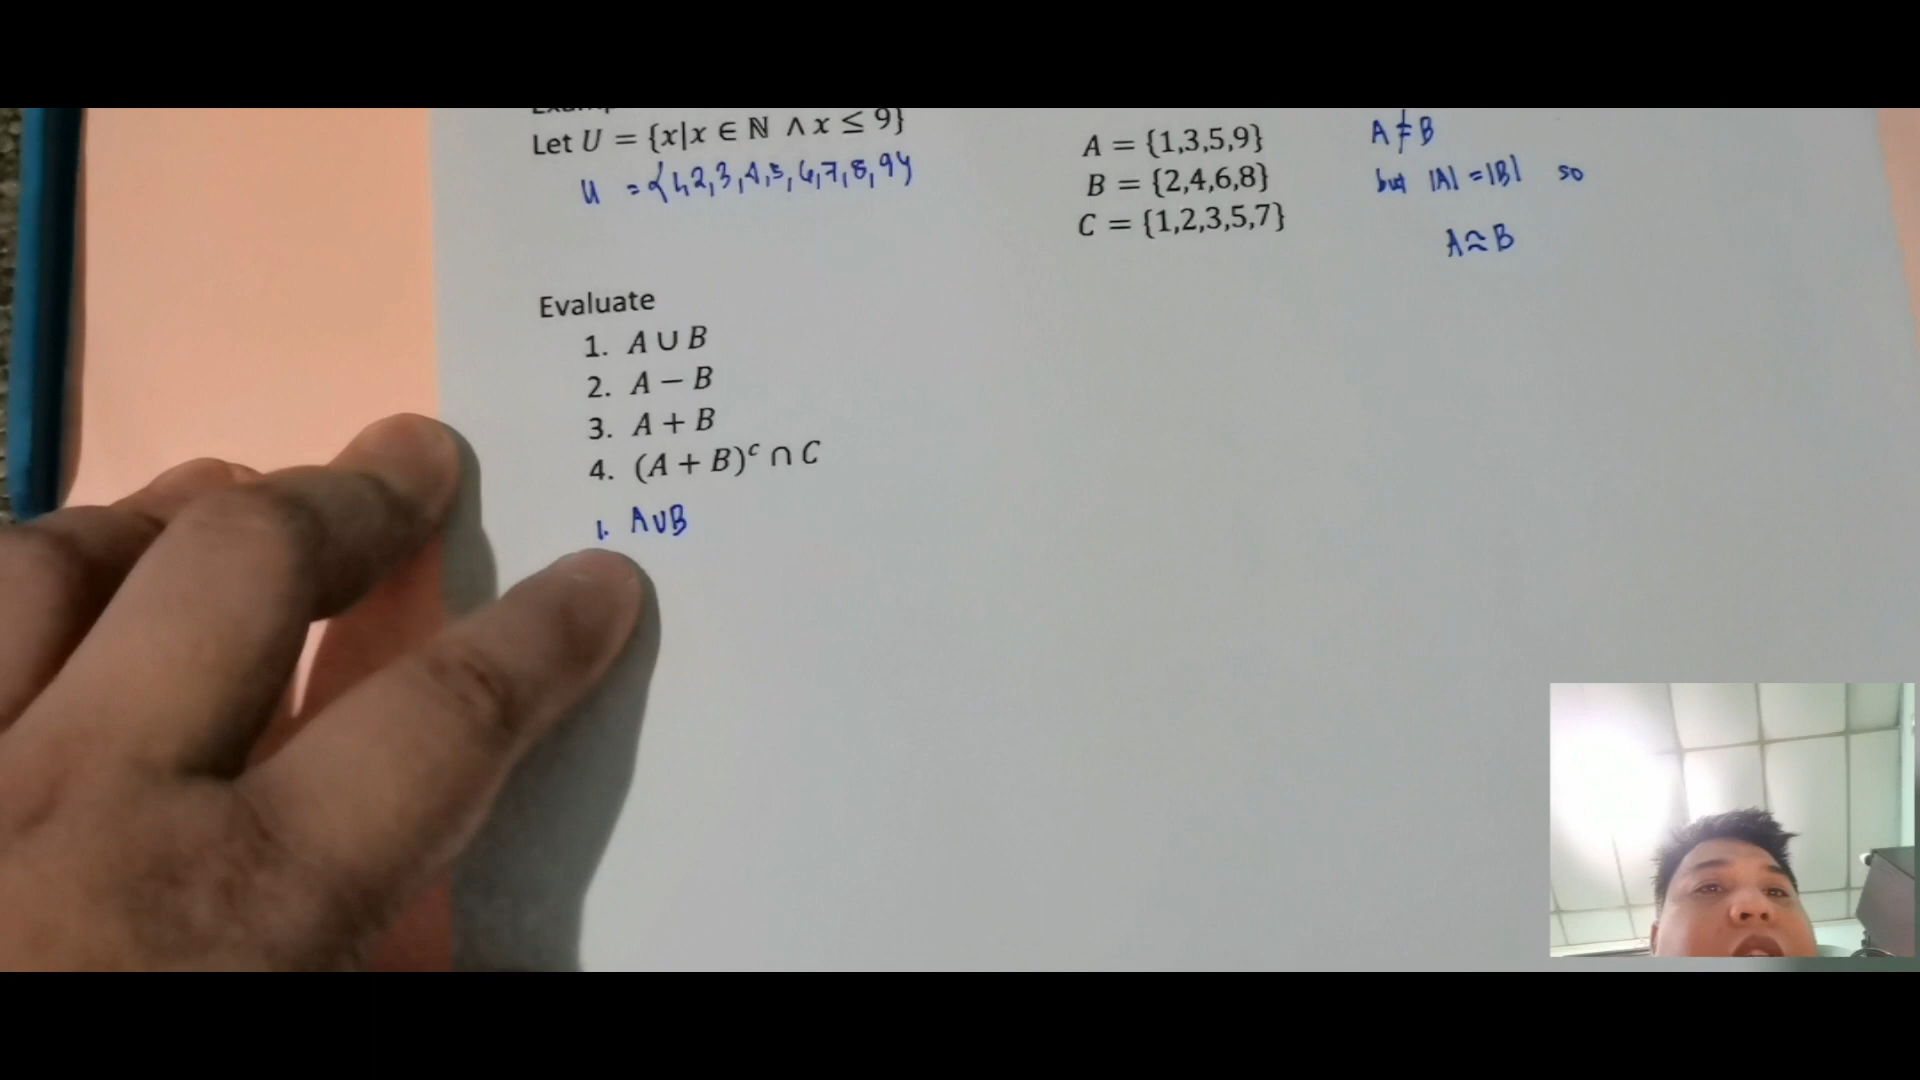 Let U = {x|x ∈ ℕ ∧ x ≤ 9}
U = {1,2,3,4,5,6,7,8,9}
A = {1,3,5,9}
B = {2,4,6,8}
C = {1,2,3,5,7}
A ≠ B
but |A| = |B| so
A ≈ B
Evaluate
1. A ∪ B
2. A − B
3. A + B
4. (A + B)ᶜ ∩ C
1. A∪B